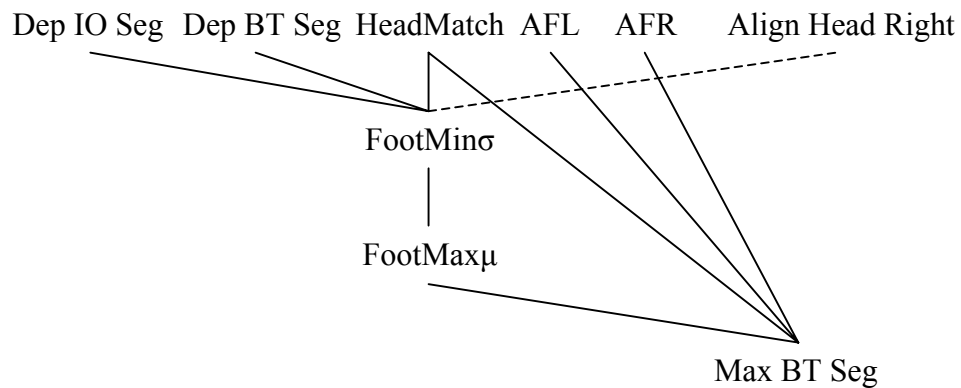 Dep IO Seg Dep BT Seg HeadMatch AFL AFR Align Head Right
FootMinσ
FootMaxμ
Max BT Seg